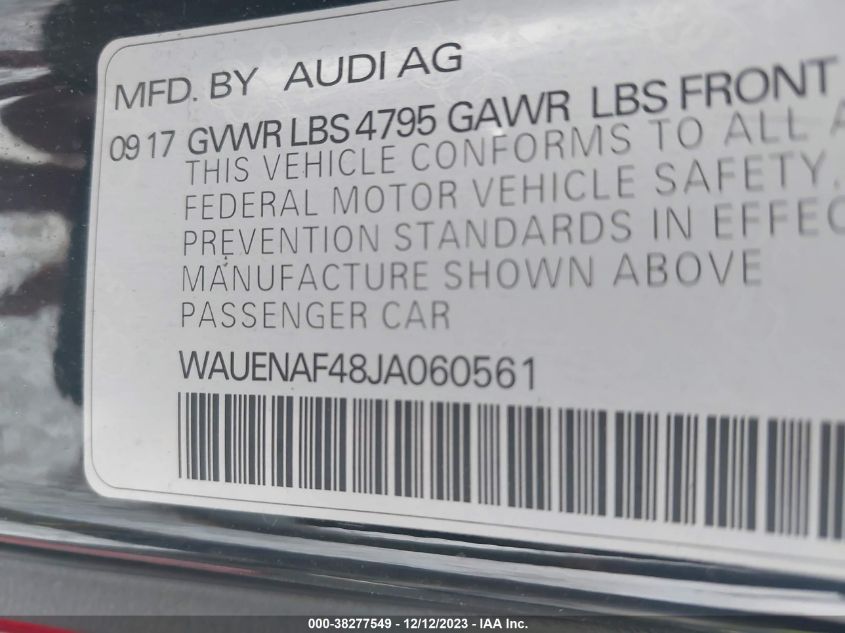 MFD. BY AUDI AG
09 17 GVWR LBS 4795 GAWR LBS FRONT
THIS VEHICLE CONFORMS TO ALL A
FEDERAL MOTOR VEHICLE SAFETY,
PREVENTION STANDARDS IN EFFEC
MANUFACTURE SHOWN ABOVE
PASSENGER CAR
WAUENAF48JA060561
000-38277549 - 12/12/2023 - IAA Inc.